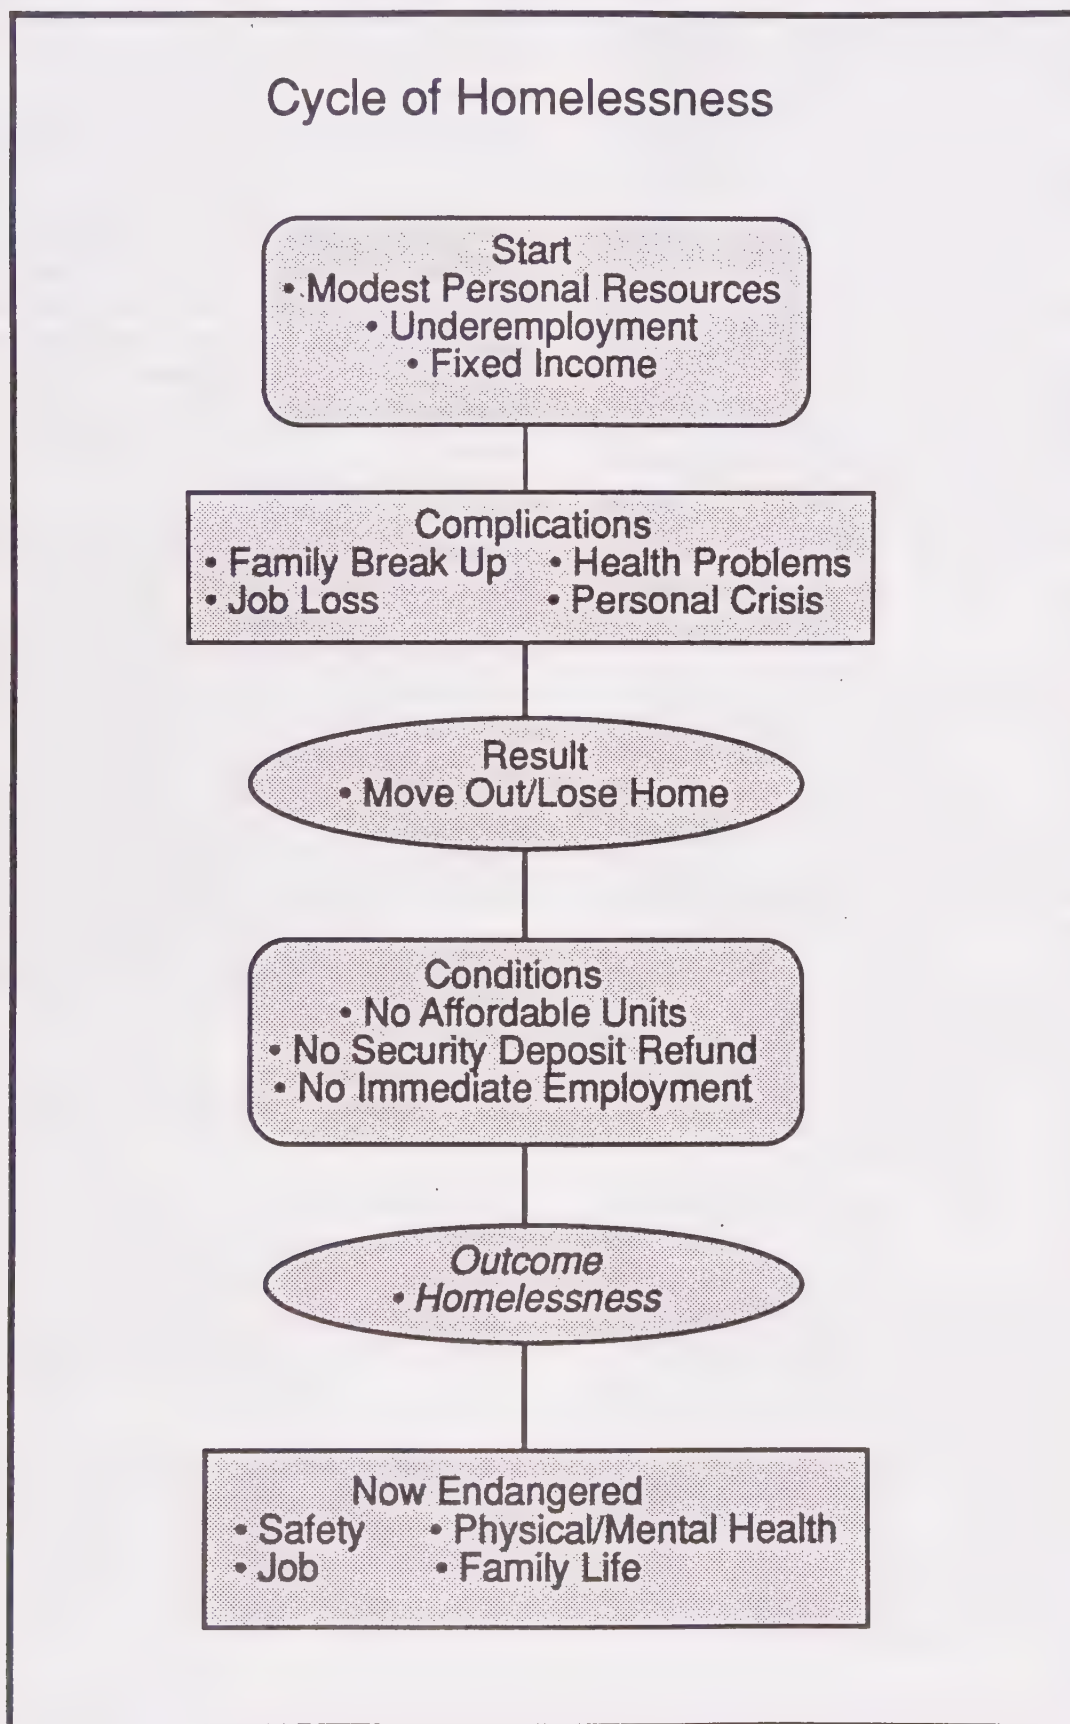 Cycle of Homelessness
Start
• Modest Personal Resources
• Underemployment
• Fixed Income
Complications
• Family Break Up • Health Problems
• Job Loss • Personal Crisis
Result
• Move Out/Lose Home
Conditions
• No Affordable Units
• No Security Deposit Refund
• No Immediate Employment
Outcome
• Homelessness
Now Endangered
• Safety • Physical/Mental Health
• Job • Family Life